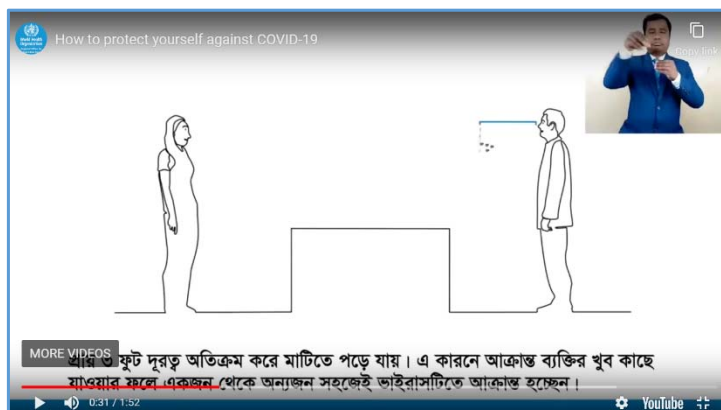 How to protect yourself against COVID-19
Copy link
MORE VIDEOS
প্রায় ৩ ফুট দূরত্ব অতিক্রম করে মাটিতে পড়ে যায়। এ কারনে আক্রান্ত ব্যক্তির খুব কাছে
যাওয়ার ফলে একজন থেকে অন্যজন সহজেই ভাইরাসটিতে আক্রান্ত হচ্ছেন।
0:31 / 1:52
YouTube